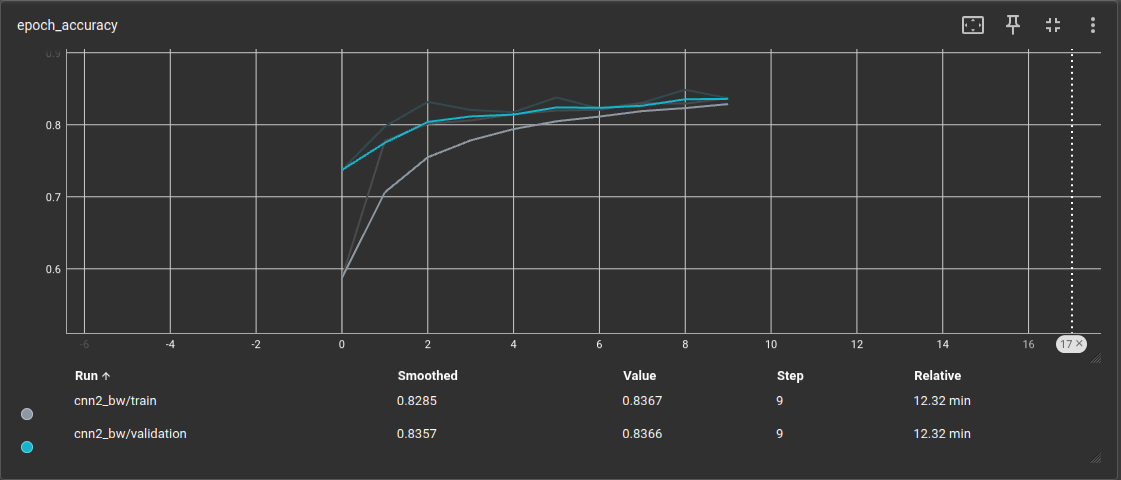 epoch_accuracy
0.9
0.8
0.7
0.6
-6 -4 -2 0 2 4 6 8 10 12 14 16 17 ×
Run ↑ Smoothed Value Step Relative
cnn2_bw/train 0.8285 0.8367 9 12.32 min
cnn2_bw/validation 0.8357 0.8366 9 12.32 min